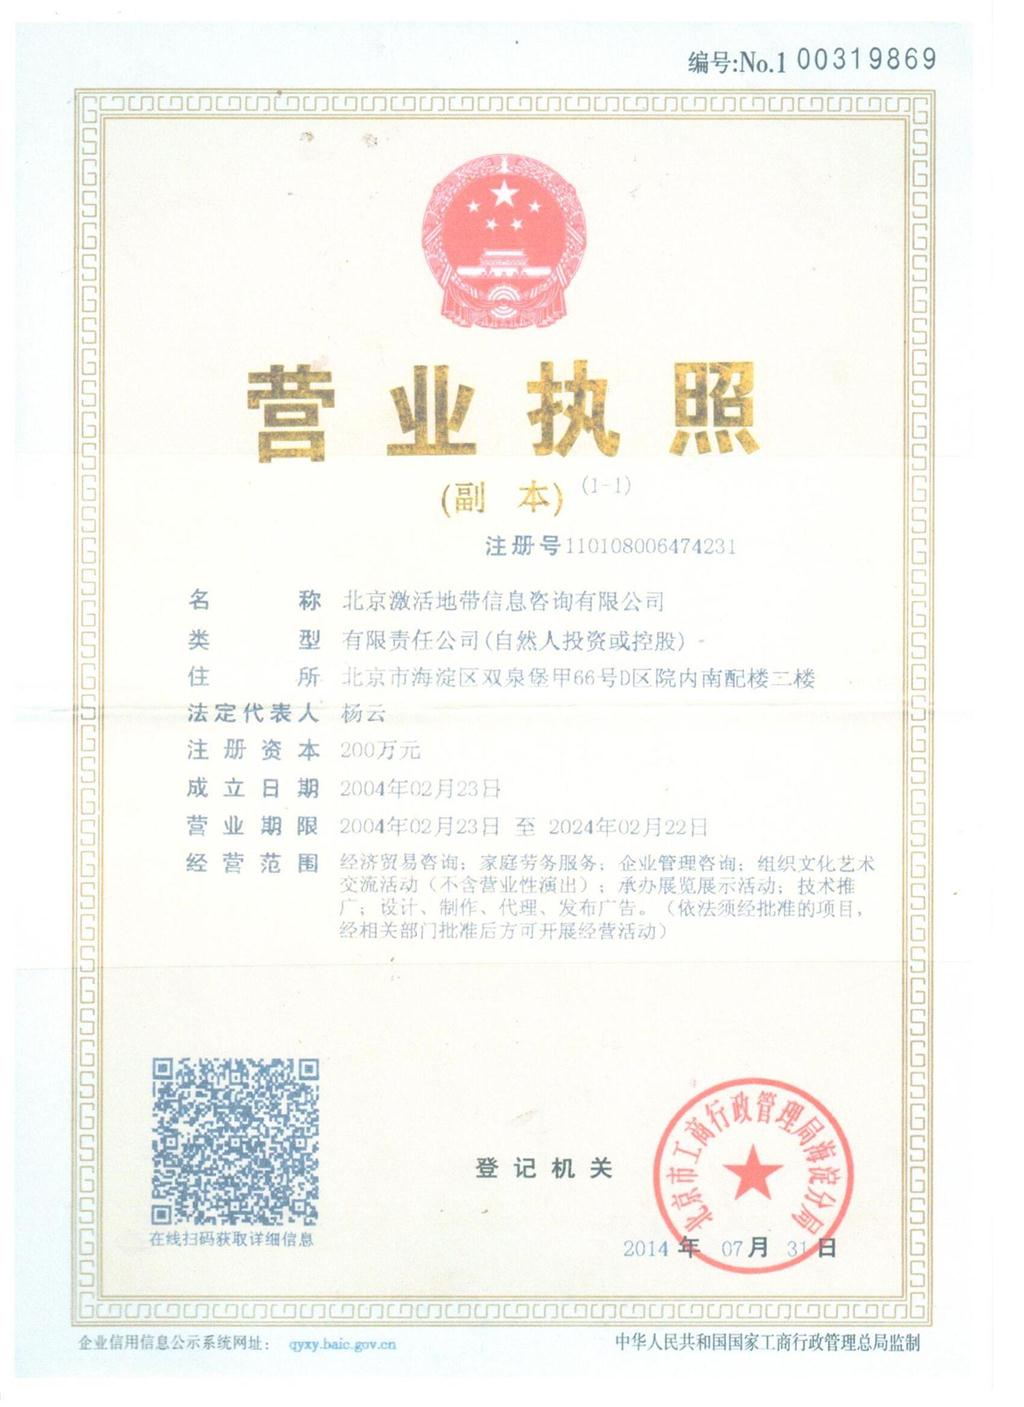 编号:No.1 00319869
营业执照
(副 本) (1-1)
注册号110108006474231
名 称 北京激活地带信息咨询有限公司
类 型 有限责任公司(自然人投资或控股)
住 所 北京市海淀区双泉堡甲66号D区院内南配楼二楼
法定代表人 杨云
注册资本 200万元
成立日期 2004年02月23日
营业期限 2004年02月23日 至 2024年02月22日
经营范围 经济贸易咨询；家庭劳务服务；企业管理咨询；组织文化艺术
交流活动（不含营业性演出）；承办展览展示活动；技术推
广；设计、制作、代理、发布广告。（依法须经批准的项目，
经相关部门批准后方可开展经营活动）
北京市工商行政管理局海淀分局
登记机关
在线扫码获取详细信息
2014 年 07 月 31 日
企业信用信息公示系统网址： qyxy.baic.gov.cn
中华人民共和国国家工商行政管理总局监制